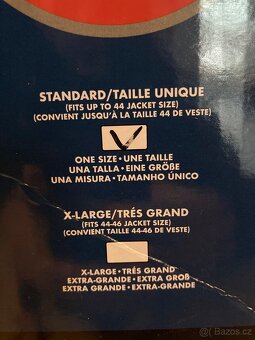 STANDARD/TAILLE UNIQUE
(FITS UP TO 44 JACKET SIZE)
(CONVIENT JUSQU'À LA TAILLE 44 DE VESTE)
ONE SIZE • UNE TAILLE
UNA TALLA • EINE GRÖßE
UNA MISURA • TAMANHO ÚNICO
X-LARGE/TRÉS GRAND
(FITS 44-46 JACKET SIZE)
(CONVIENT TAILLE 44-46 DE VESTE)
X-LARGE • TRÉS GRAND
EXTRA-GRANDE • EXTRA GROß
EXTRA GRANDE • EXTRA GRANDE
Bazos.cz